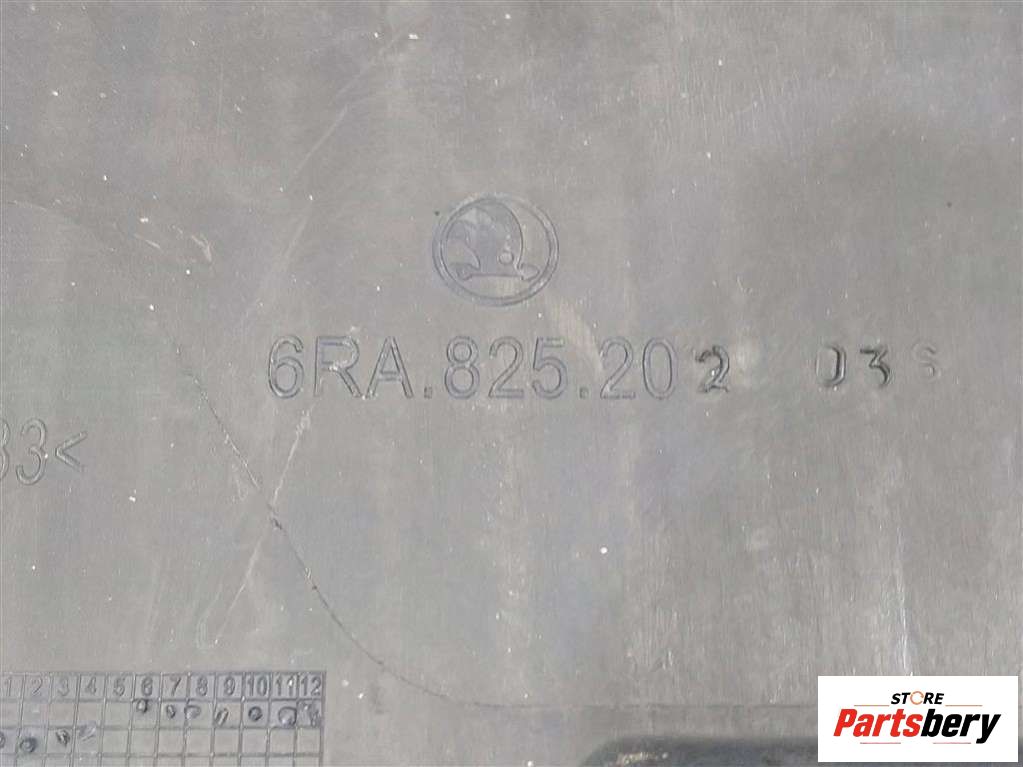 6RA.825.202 03S
33<
1 2 3 4 5 6 7 8 9 10 11 12
STORE
Partsbery